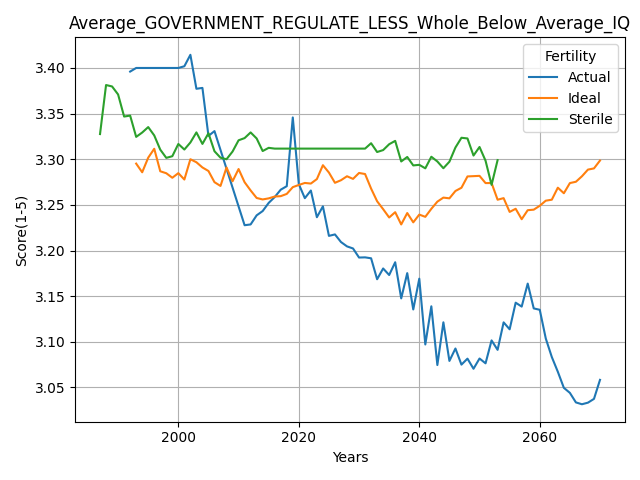 Average_GOVERNMENT_REGULATE_LESS_Whole_Below_Average_IQ
Fertility
Actual
Ideal
Sterile
Score(1-5)
3.40
3.35
3.30
3.25
3.20
3.15
3.10
3.05
2000 2020 2040 2060
Years